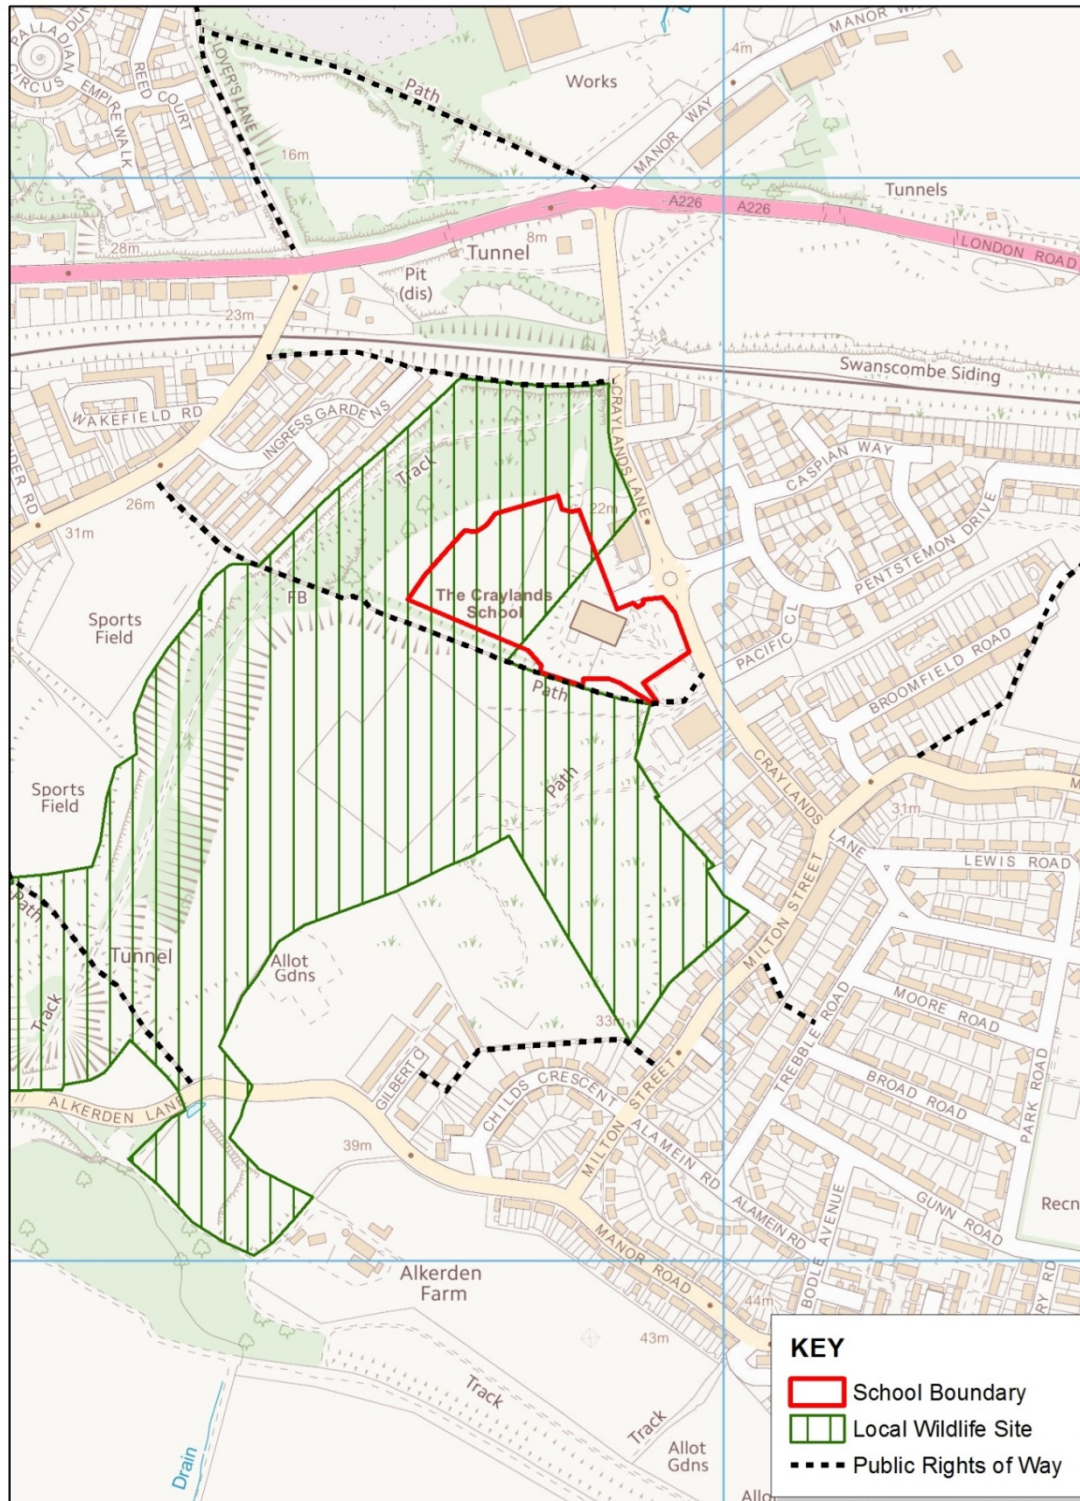 PALLADIAN
CIRCUS
EMPIRE WALK
REED
COURT
LOVER'S LANE
Path
Works
MANOR WAY
4m
MANOR WAY
16m
Tunnels
A226
A226
LONDON ROAD
28m
8m
Tunnel
Pit
(dis)
23m
Swanscombe Siding
WAKEFIELD RD
INGRESS GARDENS
CRAYLANDS LANE
CASPIAN WAY
Track
26m
31m
22m
PENTSTEMON DRIVE
FB
The Craylands
School
Sports
Field
PACIFIC CL
BROOMFIELD ROAD
Path
Path
Sports
Field
CRAYLANDS LANE
31m
LEWIS ROAD
MILTON STREET
Path
Tunnel
Allot
Gdns
Track
MOORE ROAD
33m
TREBBLE ROAD
BROAD ROAD
PARK ROAD
GILBERT C
CHILDS CRESCENT
ALKERDEN LANE
39m
MILTON STREET
ALAMEIN RD
ALAMEIN RD
GUNN ROAD
BODLE AVENUE
Recn
MANOR ROAD
Alkerden
Farm
44m
43m
Track
Track
Allot
Gdns
Drain
KEY
School Boundary
Local Wildlife Site
Public Rights of Way